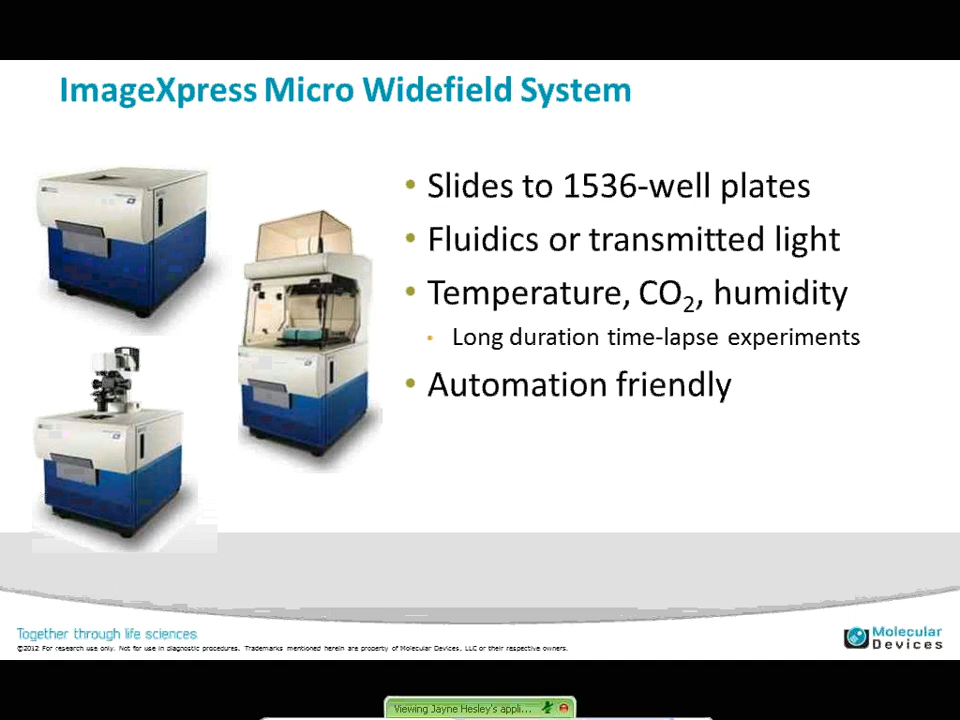 ImageXpress Micro Widefield System
• Slides to 1536-well plates
• Fluidics or transmitted light
• Temperature, CO₂, humidity
• Long duration time-lapse experiments
• Automation friendly
Together through life sciences
©2012 For research use only. Not for use in diagnostic procedures. Trademarks mentioned herein are property of Molecular Devices, LLC or their respective owners.
Molecular
Devices
Viewing Jayne Hesley's appli...